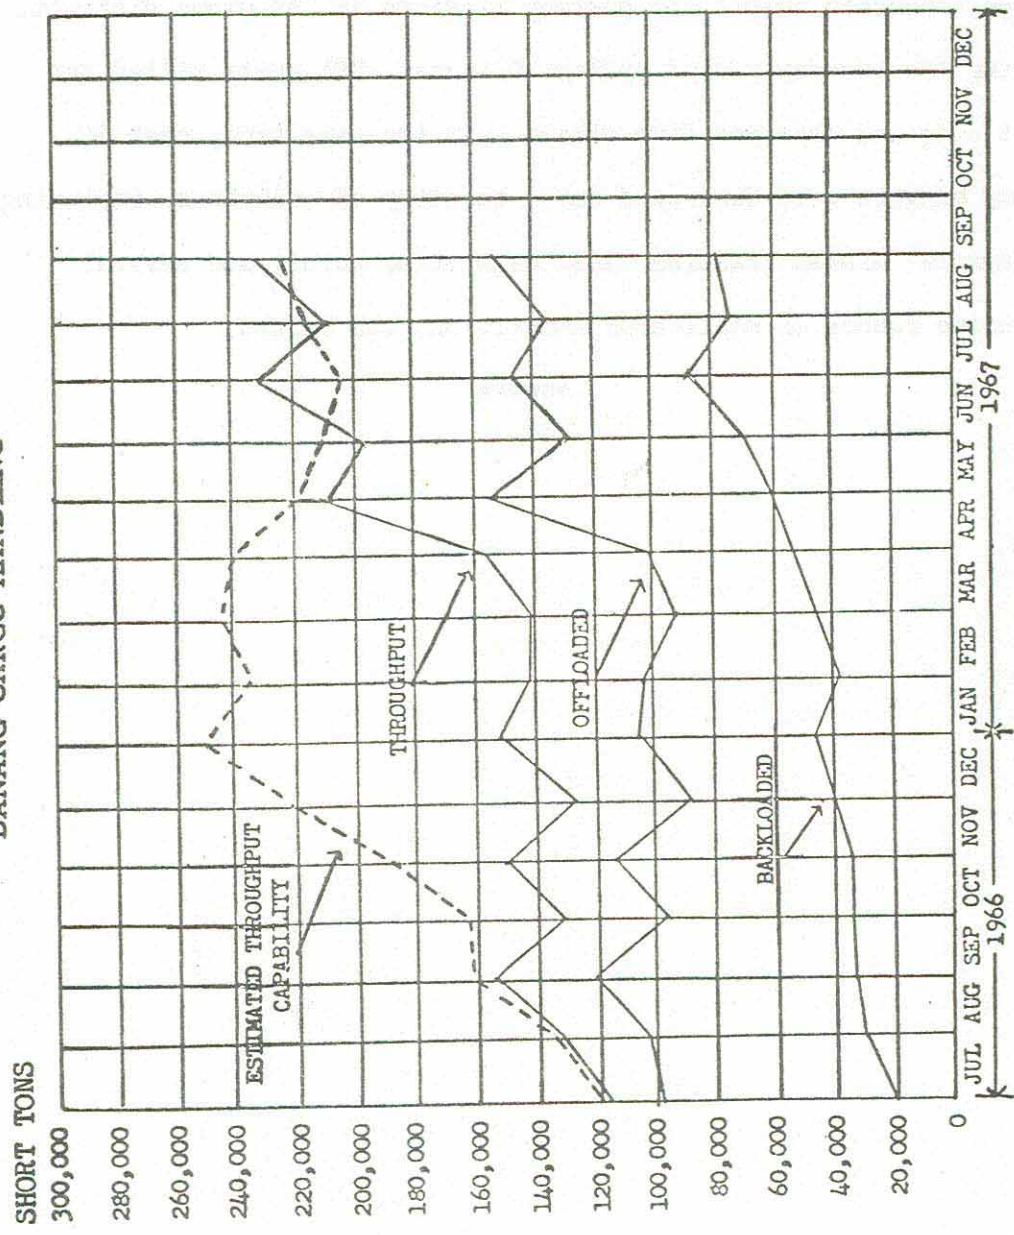 SHORT TONS
300,000
280,000
260,000
240,000
220,000
200,000
180,000
160,000
140,000
120,000
100,000
80,000
60,000
40,000
20,000
0
ESTIMATED THROUGHPUT
CAPABILITY
THROUGHPUT
OFFLOADED
BACKLOADED
JUL AUG SEP OCT NOV DEC JAN FEB MAR APR MAY JUN JUL AUG SEP OCT NOV DEC
1966 1967